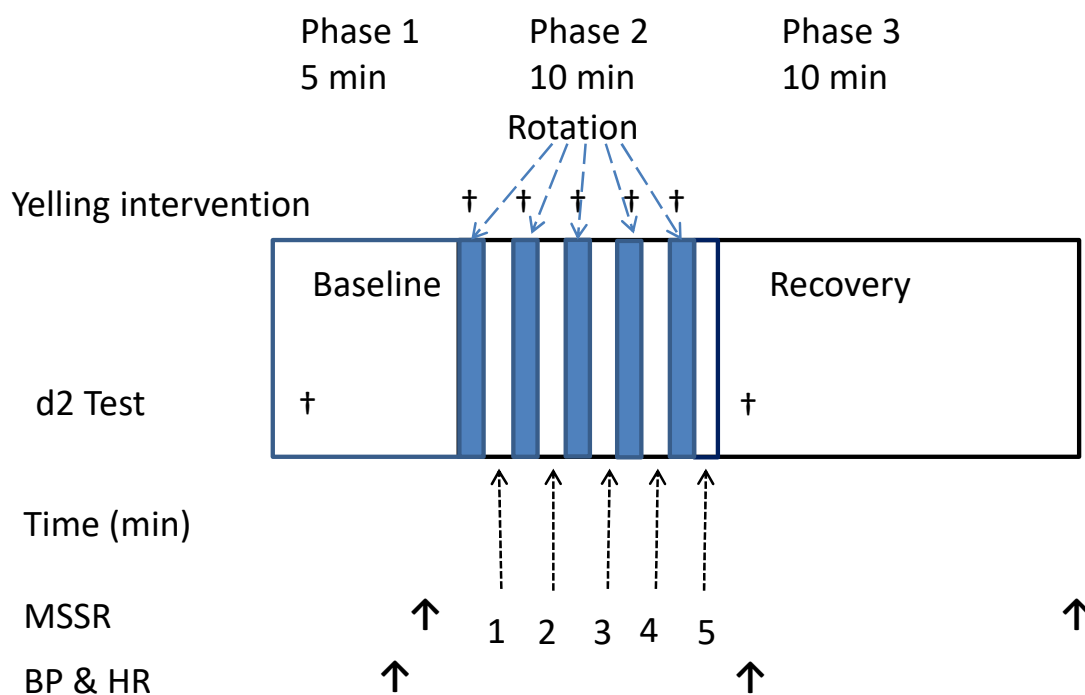 Phase 1 Phase 2 Phase 3
5 min 10 min 10 min
Rotation
Yelling intervention † † † † †
Baseline Recovery
d2 Test † †
Time (min)
MSSR 1 2 3 4 5
BP & HR